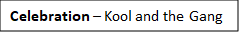 Celebration – Kool and the Gang